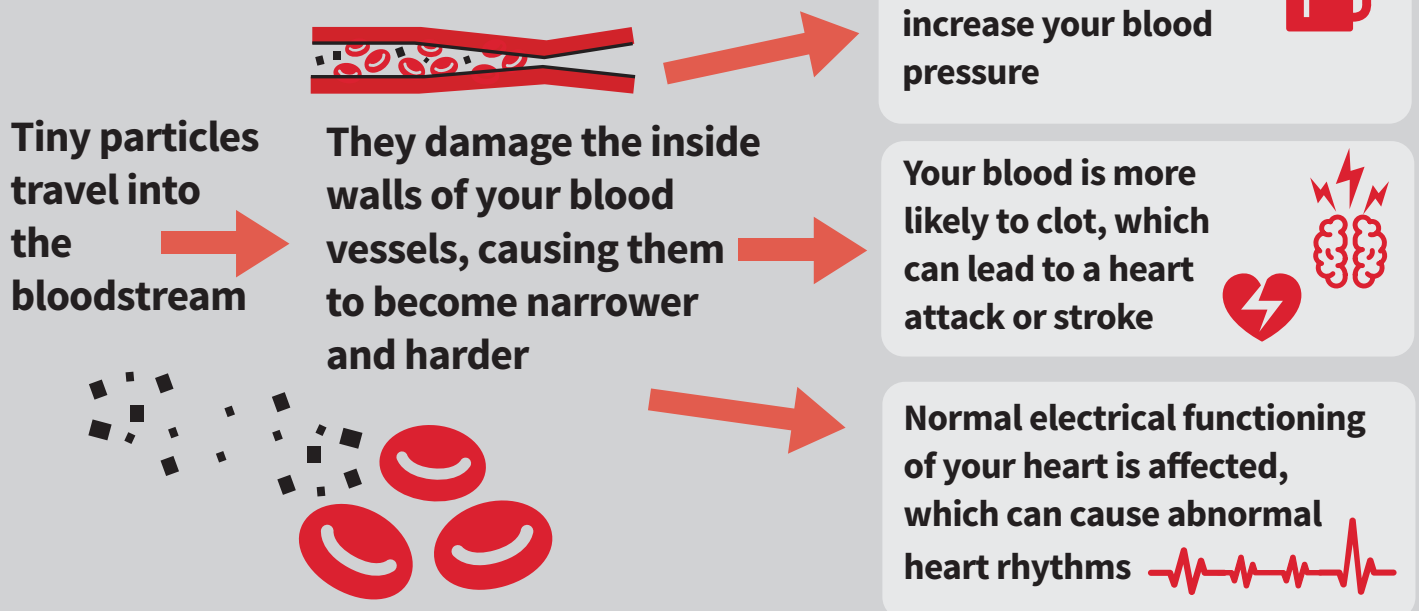 Tiny particles
travel into
the
bloodstream
They damage the inside
walls of your blood
vessels, causing them
to become narrower
and harder
increase your blood
pressure
Your blood is more
likely to clot, which
can lead to a heart
attack or stroke
Normal electrical functioning
of your heart is affected,
which can cause abnormal
heart rhythms